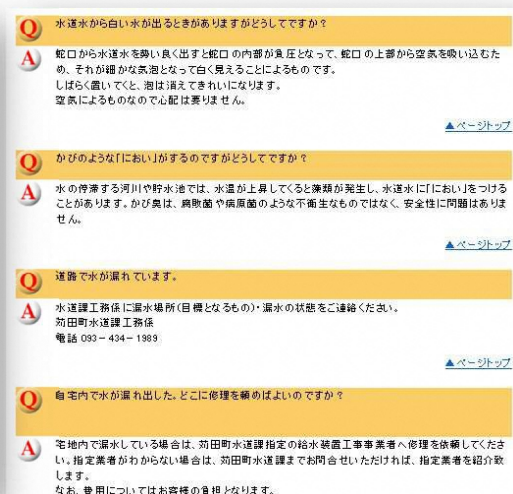 Q 水道水から白い水が出るときがありますがどうしてですか？
A 蛇口から水道水を勢い良く出すと蛇口の内部が負圧となって、蛇口の上部から空気を吸い込むた
め、それが細かな気泡となって白く見えることによるものです。
しばらく置いてくと、泡は消えてきれいになります。
空気によるものなので心配は要りません。
▲ページトップ
Q かびのような「におい」がするのですがどうしてですか？
A 水の停滞する河川や貯水池では、水温が上昇してくると藻類が発生し、水道水に「におい」をつける
ことがあります。かび臭は、腐敗菌や病原菌のような不衛生なものではなく、安全性に問題はありま
せん。
▲ページトップ
Q 道路で水が漏れています。
A 水道課工務係に漏水場所（目標となるもの）・漏水の状態をご連絡ください。
苅田町水道課工務係
電話 093－434－1989
▲ページトップ
Q 自宅内で水が漏れ出した。どこに修理を頼めばよいのですか？
A 宅地内で漏水している場合は、苅田町水道課指定の給水装置工事事業者へ修理を依頼してくださ
い。指定業者がわからない場合は、苅田町水道課までお問合せいただければ、指定業者を紹介致
します。
なお、費用についてはお客様の負担となります。